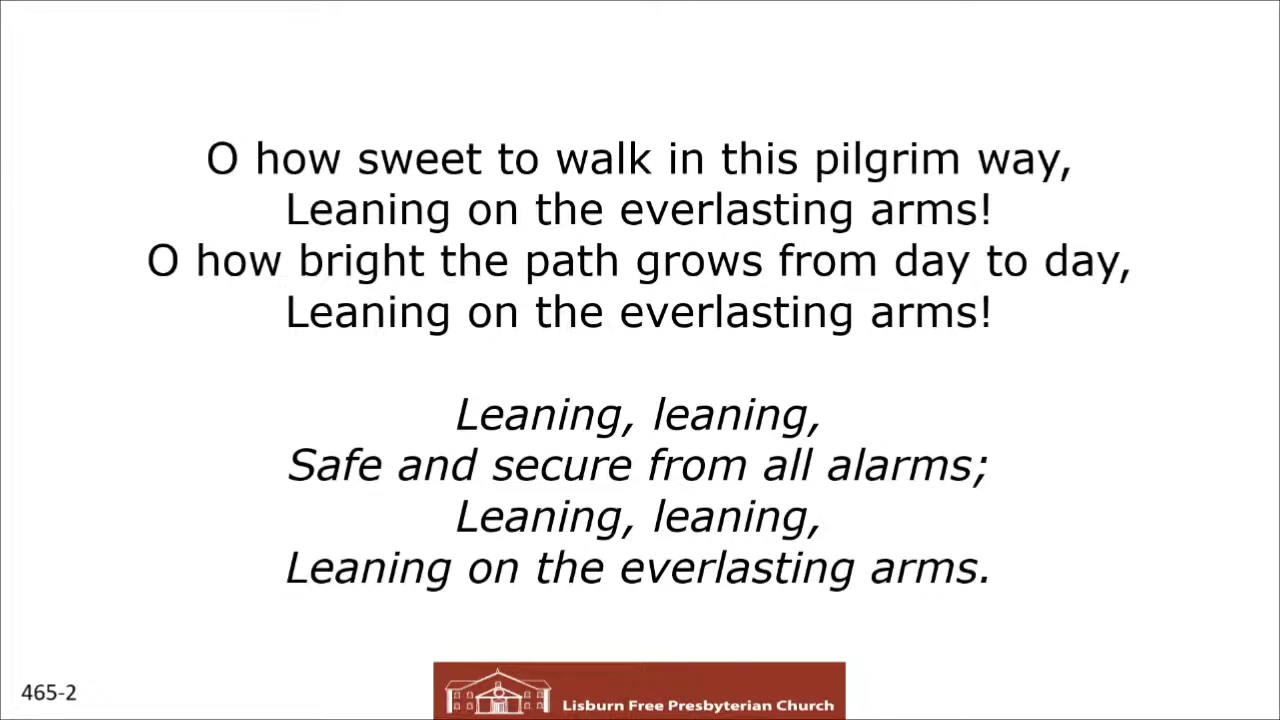 O how sweet to walk in this pilgrim way,
Leaning on the everlasting arms!
O how bright the path grows from day to day,
Leaning on the everlasting arms!
Leaning, leaning,
Safe and secure from all alarms;
Leaning, leaning,
Leaning on the everlasting arms.
465-2
Lisburn Free Presbyterian Church